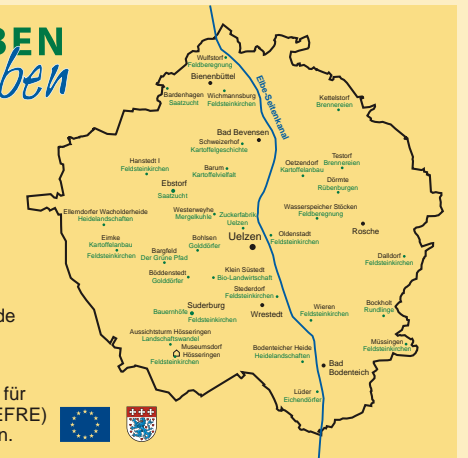 BEN
ben
Wulfstorf
Feldberegnung
Bienenbüttel
Bardenhagen
Saatzucht
Wichmannsburg
Feldsteinkirchen
Elbe-Seitenkanal
Kettelstorf
Brennereien
Bad Bevensen
Schweizerhof
Kartoffelgeschichte
Hanstedt I
Feldsteinkirchen
Barum
Kartoffelvielfalt
Oetzendorf
Kartoffelanbau
Testorf
Brennereien
Dörmte
Rübenburgen
Ebstorf
Saatzucht
Ellerndorfer Wacholderheide
Heidelandschaften
Westerweyhe
Mergelkuhle
Zuckerfabrik
Uelzen
Wasserspeicher Stöcken
Feldberegnung
Rosche
Eimke
Kartoffelanbau
Feldsteinkirchen
Bohlsen
Golddörfer
Uelzen
Oldenstadt
Feldsteinkirchen
Bargfeld
Der Grüne Pfad
Dalldorf
Feldsteinkirchen
Böddenstedt
Golddörfer
Klein Süstedt
Bio-Landwirtschaft
Stederdorf
Feldsteinkirchen
Suderburg
Bauernhöfe
Feldsteinkirchen
Wrestedt
Wieren
Feldsteinkirchen
Bockholt
Rundlinge
Aussichtsturm Hösseringen
Landschaftswandel
Museumsdorf
Hösseringen
Feldsteinkirchen
Bodenteicher Heide
Heidelandschaften
Müssingen
Feldsteinkirchen
Bad
Bodenteich
Lüder
Eichendörfer
de
für
EFRE)
n.